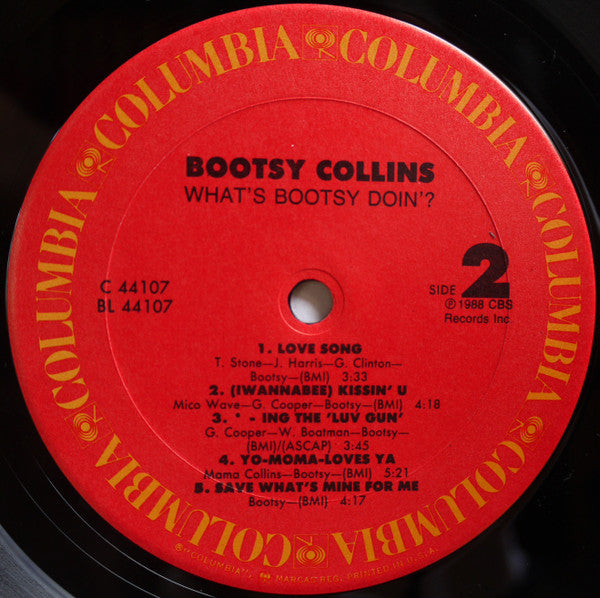 COLUMBIA COLUMBIA COLUMBIA COLUMBIA COLUMBIA COLUMBIA
BOOTSY COLLINS
WHAT'S BOOTSY DOIN'?
C 44107
BL 44107
SIDE 2
℗ 1988 CBS
Records Inc
1. LOVE SONG
T. Stone—J. Harris—G. Clinton—
Bootsy—(BMI) 3:33
2. (IWANNABEE) KISSIN' U
Mico Wave—G. Cooper—Bootsy—(BMI) 4:18
3. * - ING THE 'LUV GUN'
G. Cooper—W. Boatman—Bootsy—
(BMI)/(ASCAP) 3:45
4. YO-MOMA-LOVES YA
Mama Collins—Bootsy—(BMI) 5:21
5. SAVE WHAT'S MINE FOR ME
Bootsy—(BMI) 4:17
® "COLUMBIA", MARCAS REG. PRINTED IN U.S.A.